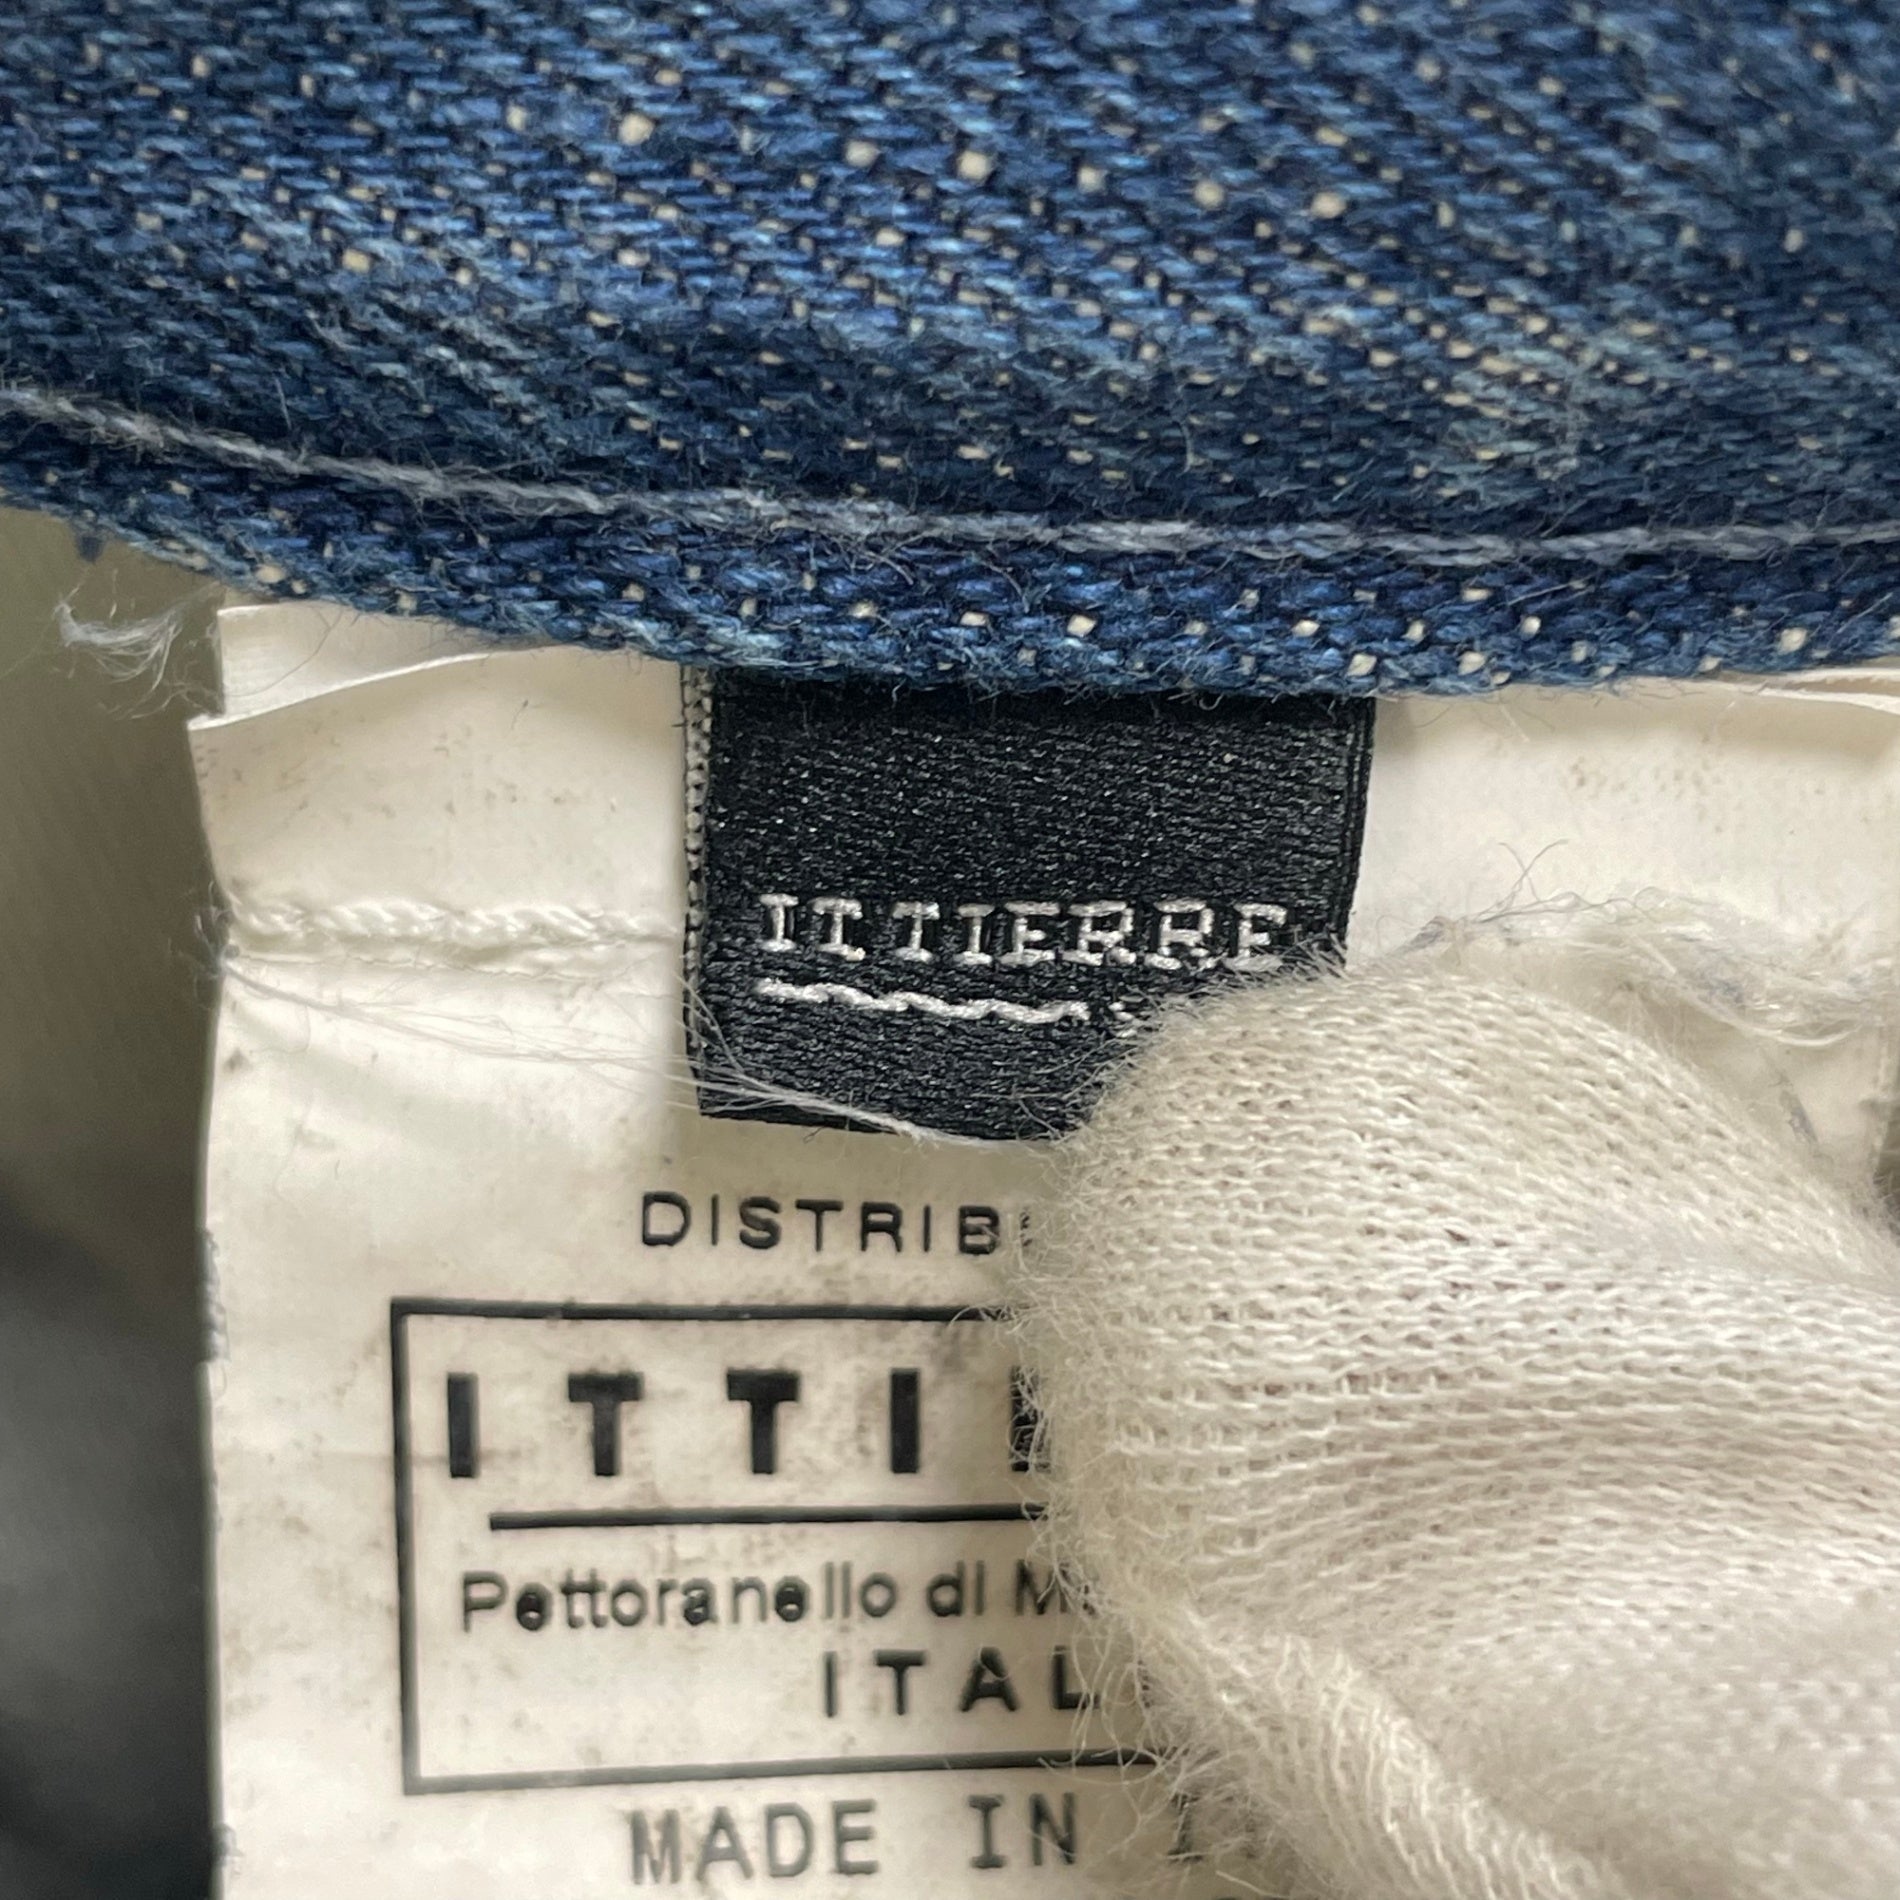 ITTIERRE
DISTRIB
ITTI
Pettoranello di
ITAL
MADE IN